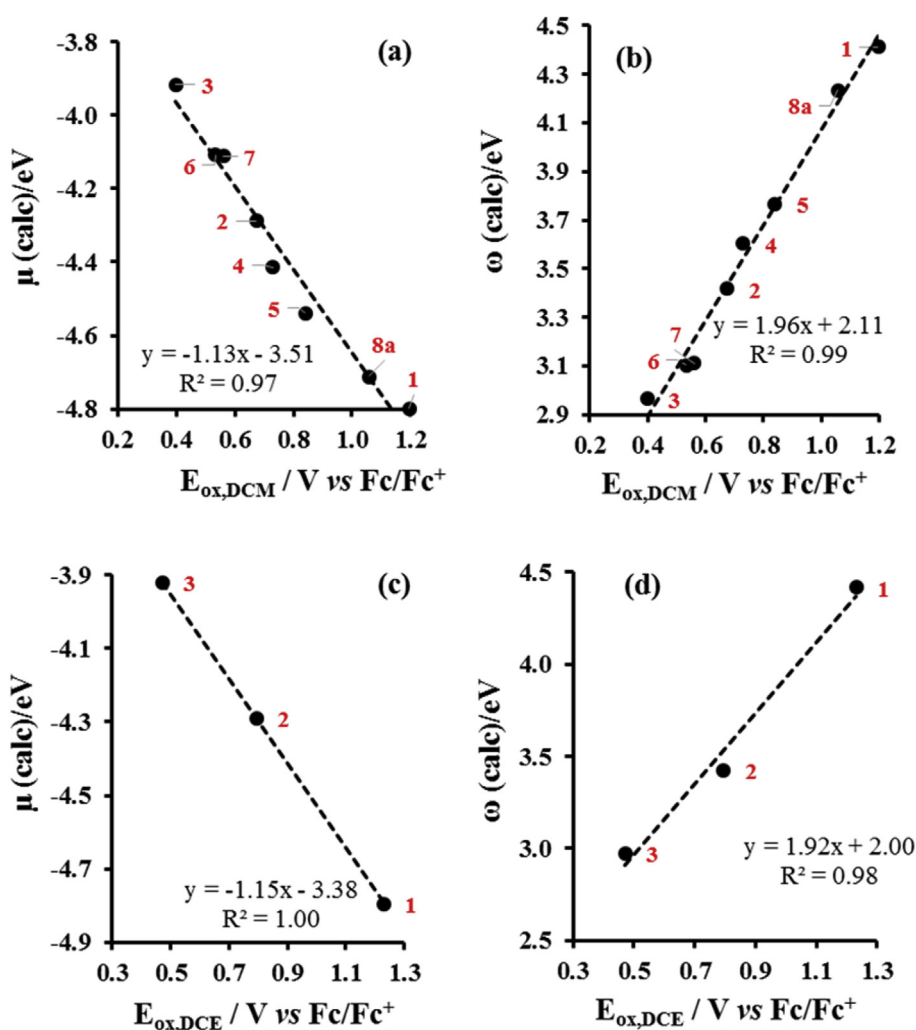 (a)
μ (calc)/eV
-3.8
-4.0
-4.2
-4.4
-4.6
-4.8
3
6
7
2
4
5
8a
1
y = -1.13x - 3.51
R² = 0.97
0.2 0.4 0.6 0.8 1.0 1.2
E_ox,DCM / V vs Fc/Fc⁺
(b)
ω (calc)/eV
4.5
4.3
4.1
3.9
3.7
3.5
3.3
3.1
2.9
1
8a
5
4
2
7
6
3
y = 1.96x + 2.11
R² = 0.99
0.2 0.4 0.6 0.8 1.0 1.2
E_ox,DCM / V vs Fc/Fc⁺
(c)
μ (calc)/eV
-3.9
-4.1
-4.3
-4.5
-4.7
-4.9
3
2
1
y = -1.15x - 3.38
R² = 1.00
0.3 0.5 0.7 0.9 1.1 1.3
E_ox,DCE / V vs Fc/Fc⁺
(d)
ω (calc)/eV
4.5
4.0
3.5
3.0
2.5
1
2
3
y = 1.92x + 2.00
R² = 0.98
0.3 0.5 0.7 0.9 1.1 1.3
E_ox,DCE / V vs Fc/Fc⁺